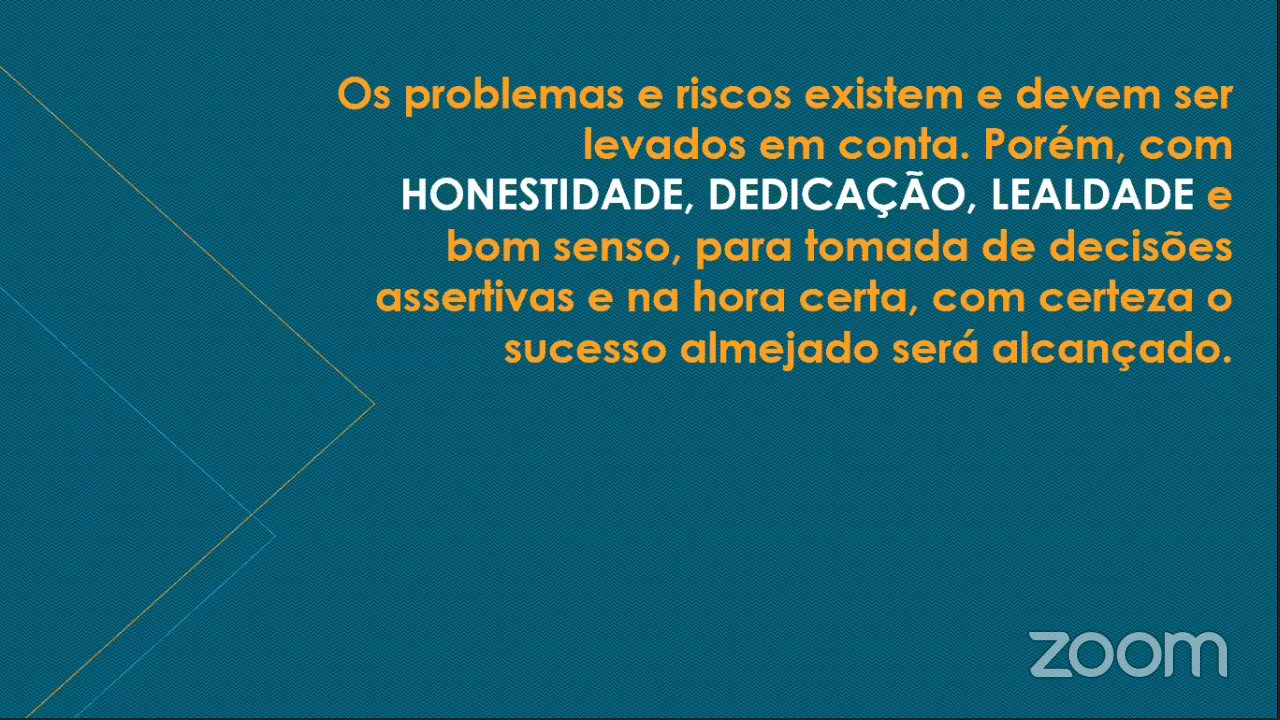 Os problemas e riscos existem e devem ser
levados em conta. Porém, com
HONESTIDADE, DEDICAÇÃO, LEALDADE e
bom senso, para tomada de decisões
assertivas e na hora certa, com certeza o
sucesso almejado será alcançado.
zoom